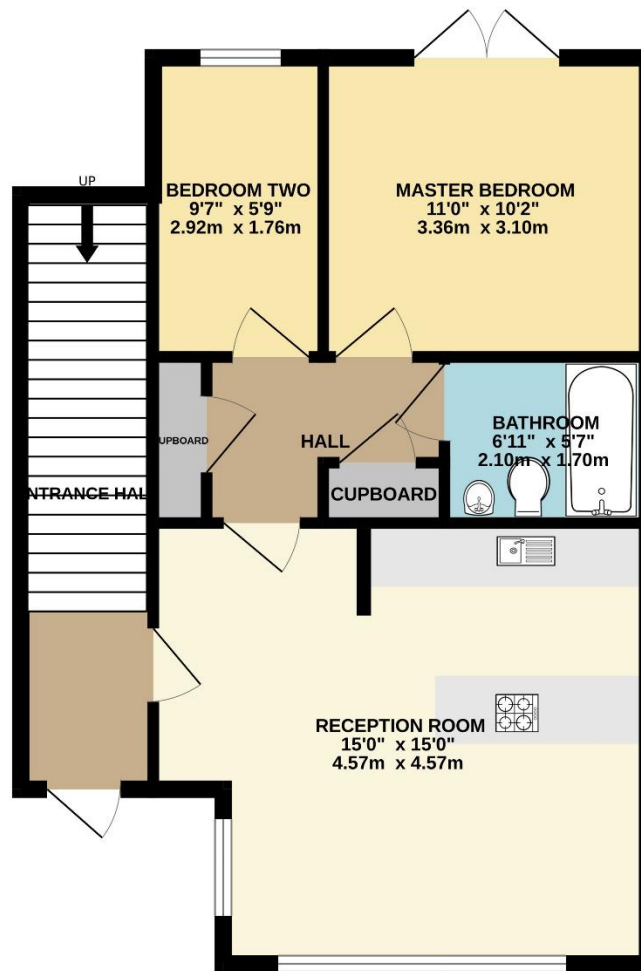 UP
BEDROOM TWO
9'7" x 5'9"
2.92m x 1.76m
MASTER BEDROOM
11'0" x 10'2"
3.36m x 3.10m
BATHROOM
6'11" x 5'7"
2.10m x 1.70m
UPBOARD
HALL
CUPBOARD
NTRANCE HAL
RECEPTION ROOM
15'0" x 15'0"
4.57m x 4.57m